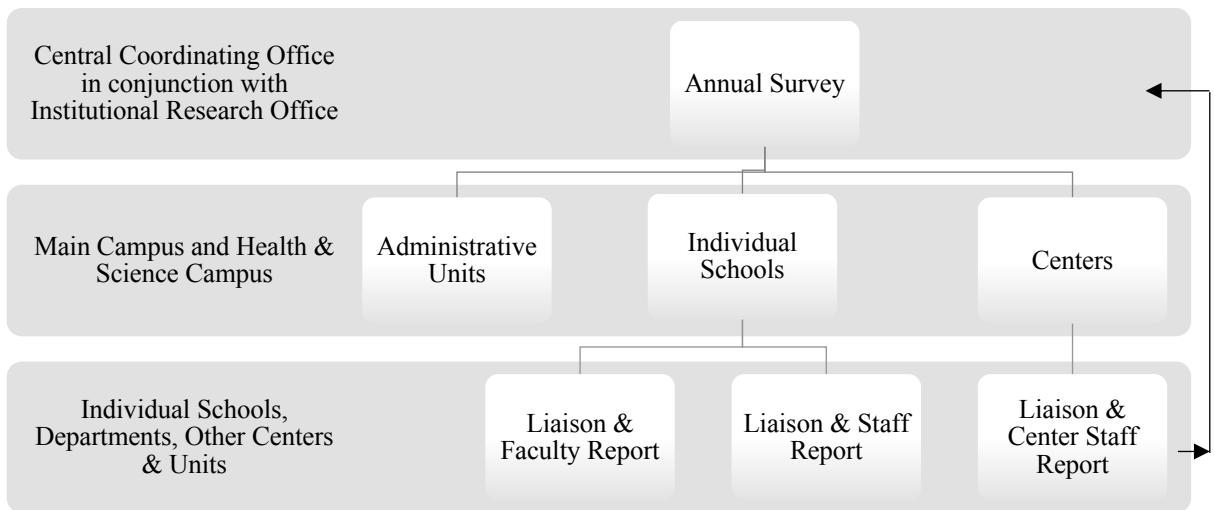 Central Coordinating Office
in conjunction with
Institutional Research Office
Annual Survey
Main Campus and Health &
Science Campus
Administrative
Units
Individual
Schools
Centers
Individual Schools,
Departments, Other Centers
& Units
Liaison &
Faculty Report
Liaison & Staff
Report
Liaison &
Center Staff
Report